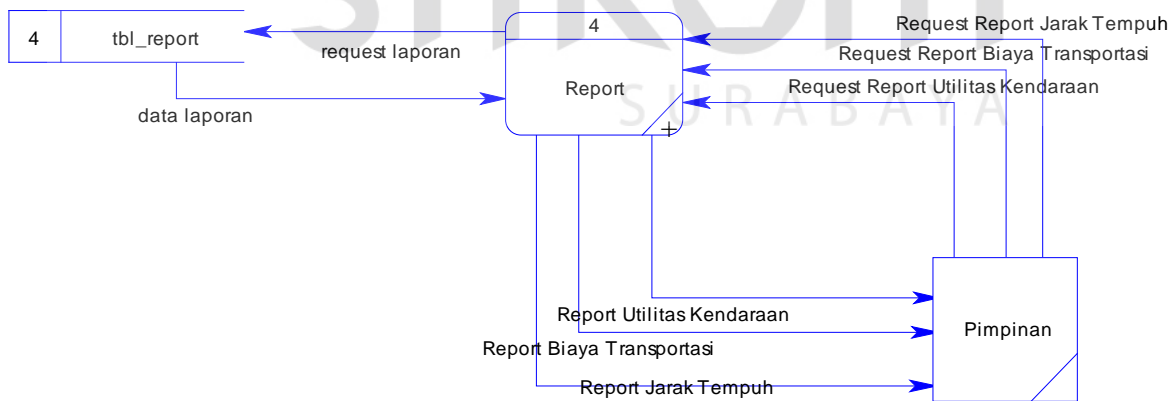 4 tbl_report
request laporan
data laporan
4
Report
Request Report Jarak Tempuh
Request Report Biaya Transportasi
Request Report Utilitas Kendaraan
SURABAYA
Report Utilitas Kendaraan
Report Biaya Transportasi
Report Jarak Tempuh
Pimpinan